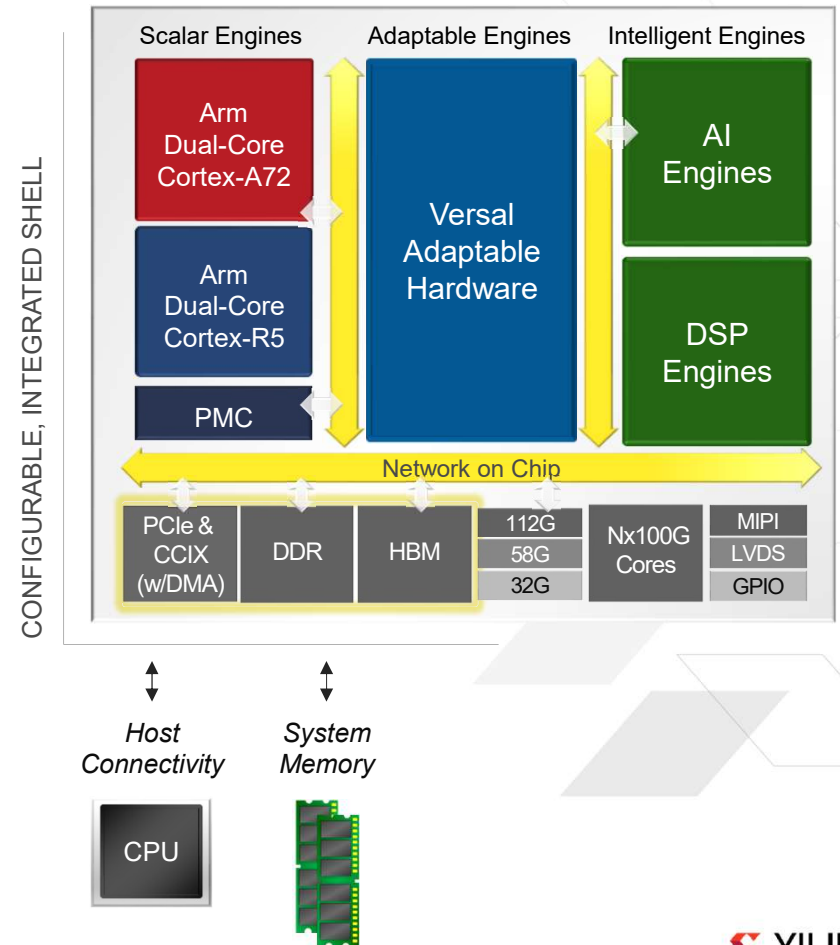 Scalar Engines
Adaptable Engines
Intelligent Engines
CONFIGURABLE, INTEGRATED SHELL
Arm
Dual-Core
Cortex-A72
Arm
Dual-Core
Cortex-R5
PMC
Versal
Adaptable
Hardware
AI
Engines
DSP
Engines
Network on Chip
PCIe &
CCIX
(w/DMA)
DDR
HBM
112G
58G
32G
Nx100G
Cores
MIPI
LVDS
GPIO
Host
Connectivity
System
Memory
CPU